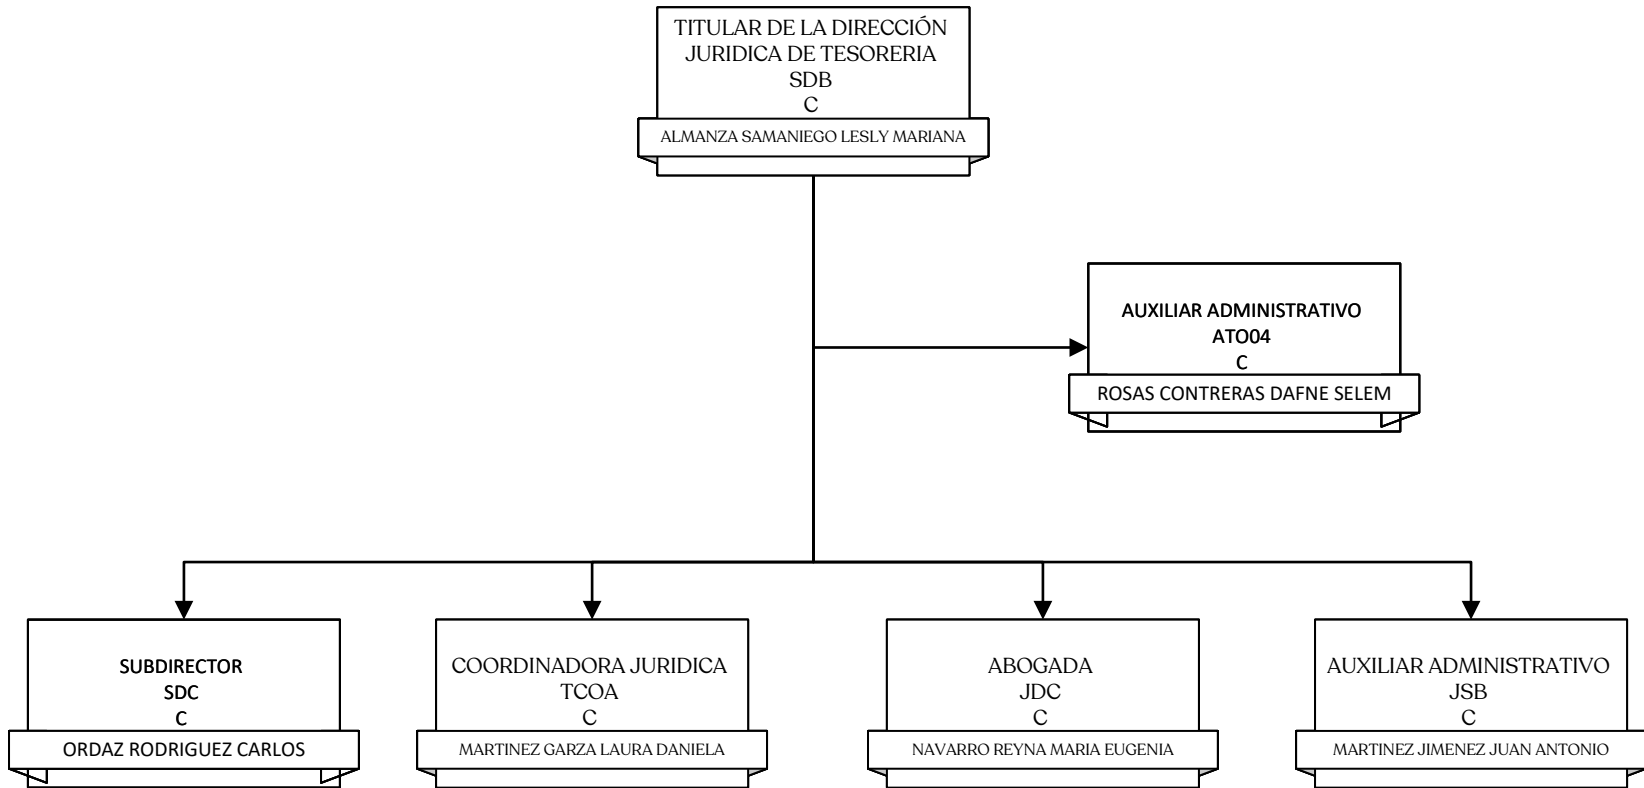 TITULAR DE LA DIRECCIÓN
JURIDICA DE TESORERIA
SDB
C
ALMANZA SAMANIEGO LESLY MARIANA
AUXILIAR ADMINISTRATIVO
ATO04
C
ROSAS CONTRERAS DAFNE SELEM
SUBDIRECTOR
SDC
C
ORDAZ RODRIGUEZ CARLOS
COORDINADORA JURIDICA
TCOA
C
MARTINEZ GARZA LAURA DANIELA
ABOGADA
JDC
C
NAVARRO REYNA MARIA EUGENIA
AUXILIAR ADMINISTRATIVO
JSB
C
MARTINEZ JIMENEZ JUAN ANTONIO